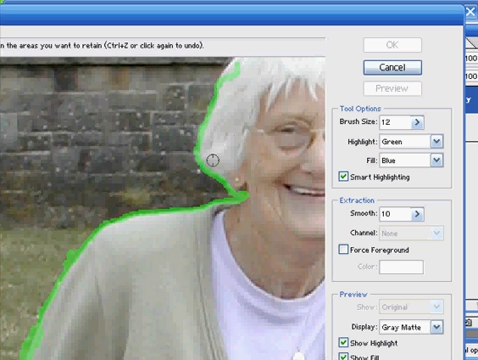 n the areas you want to retain (Ctrl+Z or click again to undo).
OK
Cancel
Preview
Tool Options
Brush Size: 12
Highlight: Green
Fill: Blue
Smart Highlighting
Extraction
Smooth: 10
Channel: None
Force Foreground
Color:
Preview
Show: Original
Display: Gray Matte
Show Highlight
Show Fill
100
100